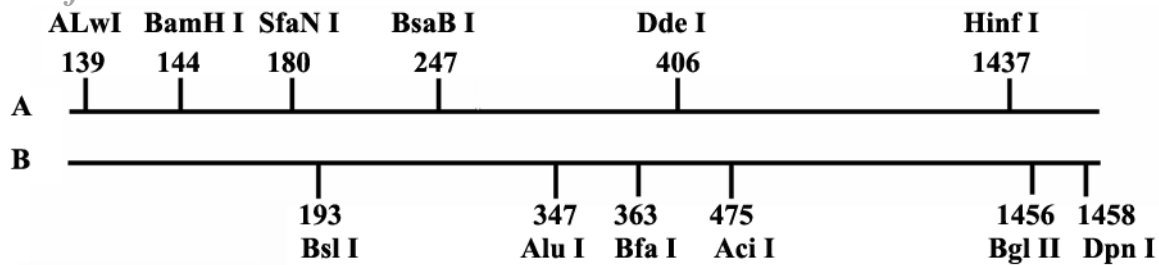 ALwI BamH I SfaN I BsaB I Dde I Hinf I
139 144 180 247 406 1437
A
B
193 347 363 475 1456 1458
Bsl I Alu I Bfa I Aci I Bgl II Dpn I